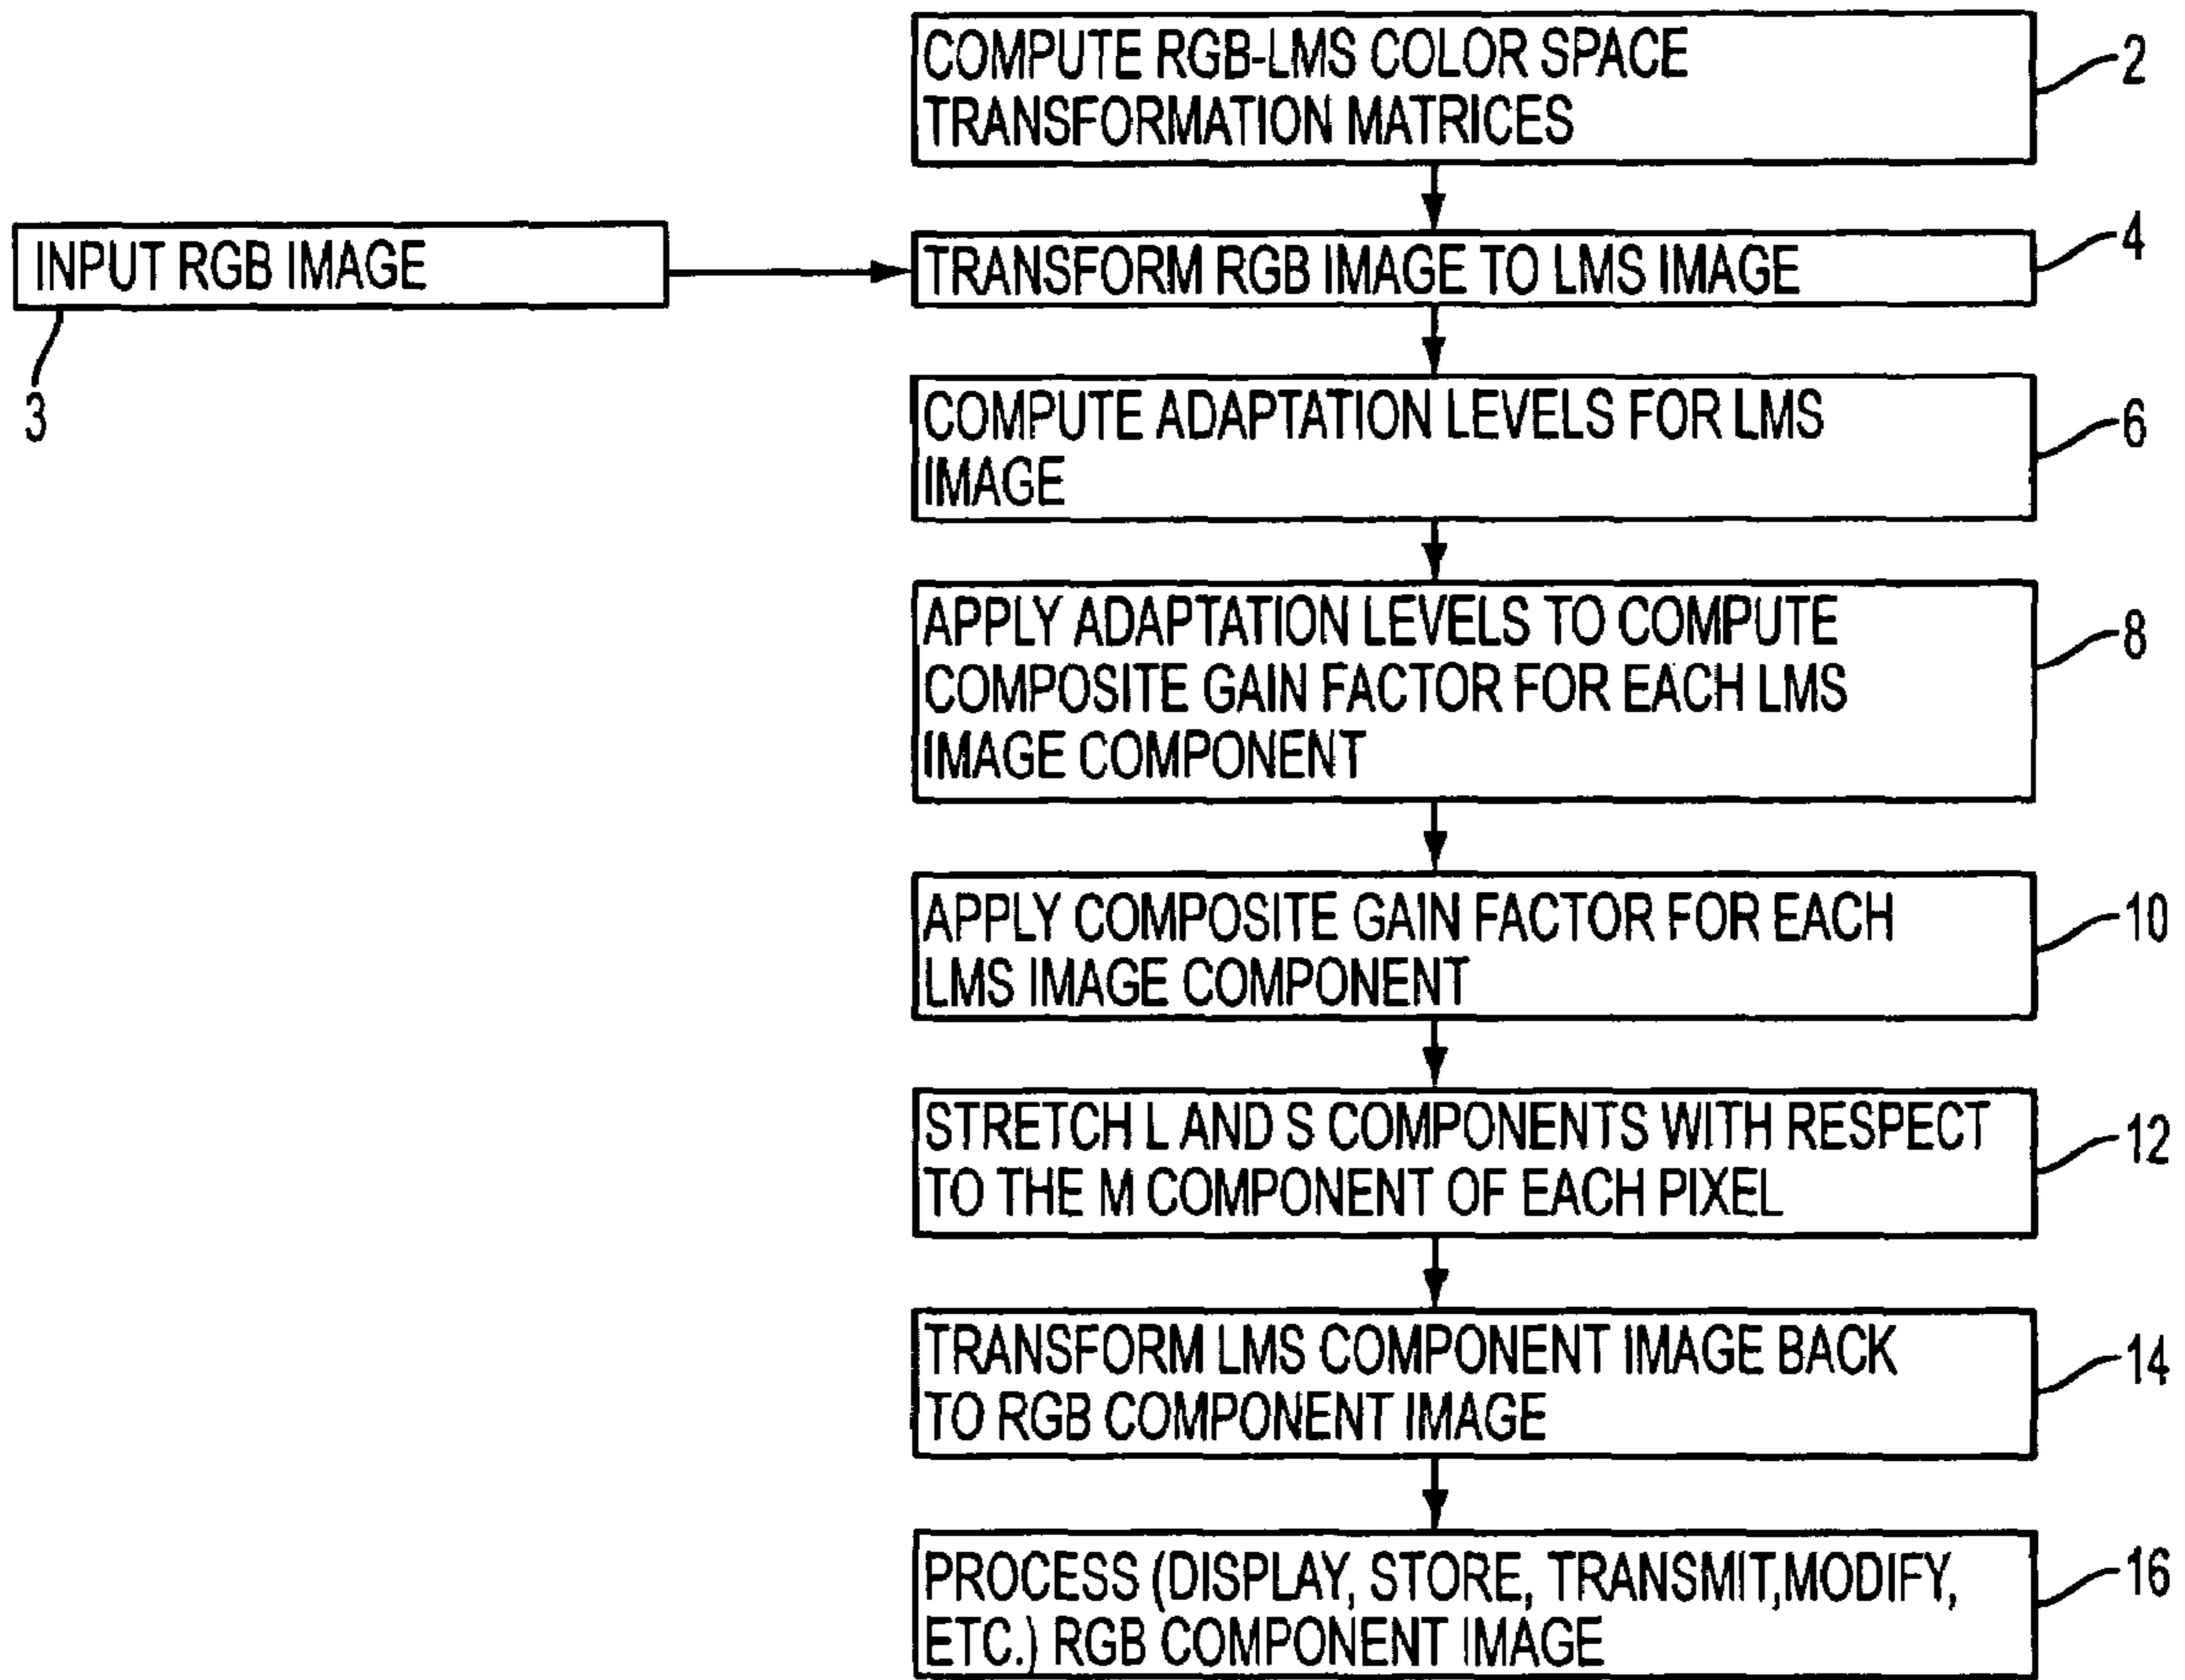 COMPUTE RGB-LMS COLOR SPACE
TRANSFORMATION MATRICES
2
INPUT RGB IMAGE
3
TRANSFORM RGB IMAGE TO LMS IMAGE
4
COMPUTE ADAPTATION LEVELS FOR LMS
IMAGE
6
APPLY ADAPTATION LEVELS TO COMPUTE
COMPOSITE GAIN FACTOR FOR EACH LMS
IMAGE COMPONENT
8
APPLY COMPOSITE GAIN FACTOR FOR EACH
LMS IMAGE COMPONENT
10
STRETCH L AND S COMPONENTS WITH RESPECT
TO THE M COMPONENT OF EACH PIXEL
12
TRANSFORM LMS COMPONENT IMAGE BACK
TO RGB COMPONENT IMAGE
14
PROCESS (DISPLAY, STORE, TRANSMIT,MODIFY,
ETC.) RGB COMPONENT IMAGE
16